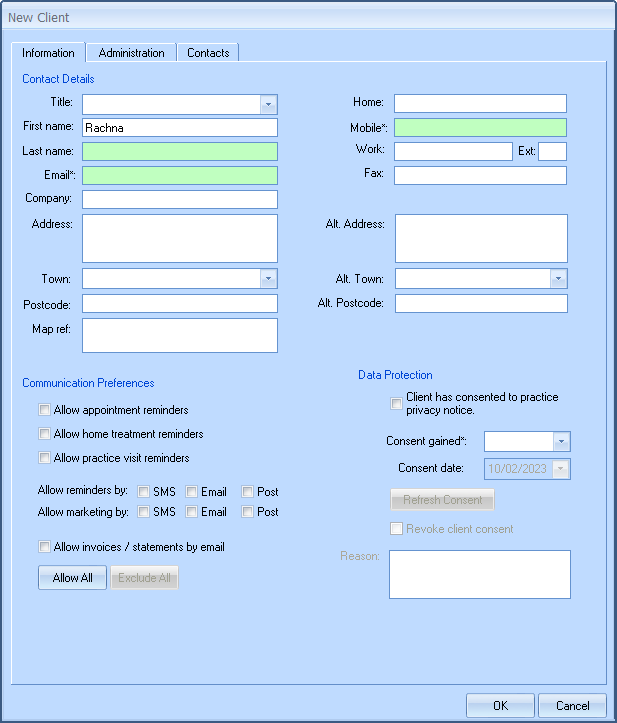 New Client
Information Administration Contacts
Contact Details
Title: Home:
First name: Rachna Mobile*:
Last name: Work: Ext:
Email*: Fax:
Company:
Address: Alt. Address:
Town: Alt. Town:
Postcode: Alt. Postcode:
Map ref:
Communication Preferences
Allow appointment reminders
Allow home treatment reminders
Allow practice visit reminders
Allow reminders by: SMS Email Post
Allow marketing by: SMS Email Post
Allow invoices / statements by email
Allow All Exclude All
Data Protection
Client has consented to practice
privacy notice.
Consent gained*:
Consent date: 10/02/2023
Refresh Consent
Revoke client consent
Reason:
OK Cancel